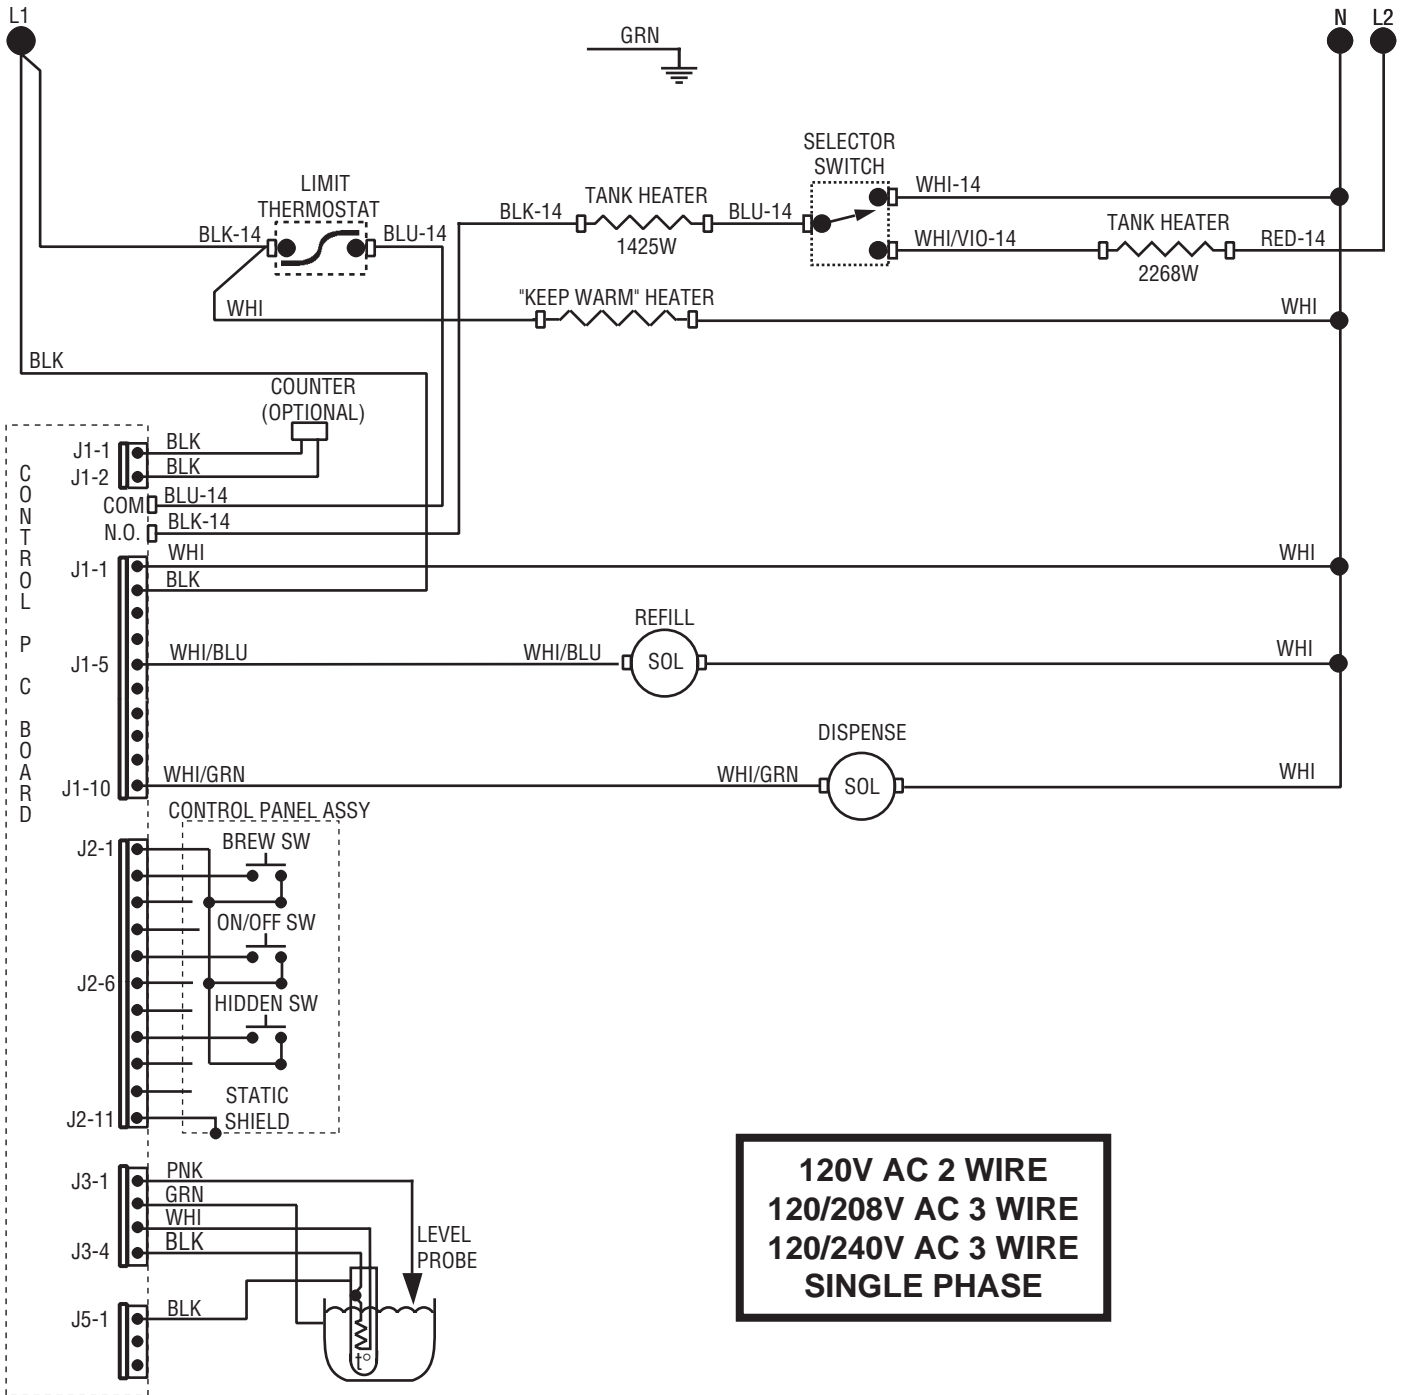 L1
N L2
GRN
SELECTOR
SWITCH
LIMIT
THERMOSTAT
TANK HEATER
1425W
BLK-14
BLU-14
BLK-14
BLU-14
WHI-14
WHI/VIO-14
TANK HEATER
2268W
RED-14
WHI
"KEEP WARM" HEATER
WHI
BLK
COUNTER
(OPTIONAL)
CONTROL P C BOARD
J1-1
BLK
J1-2
BLK
COM
BLU-14
N.O.
BLK-14
J1-1
WHI
WHI
BLK
REFILL
J1-5
WHI/BLU
WHI/BLU
SOL
WHI
DISPENSE
J1-10
WHI/GRN
WHI/GRN
SOL
WHI
CONTROL PANEL ASSY
J2-1
BREW SW
ON/OFF SW
J2-6
HIDDEN SW
STATIC
SHIELD
J2-11
J3-1
PNK
GRN
WHI
J3-4
BLK
LEVEL
PROBE
J5-1
BLK
t°
120V AC 2 WIRE
120/208V AC 3 WIRE
120/240V AC 3 WIRE
SINGLE PHASE